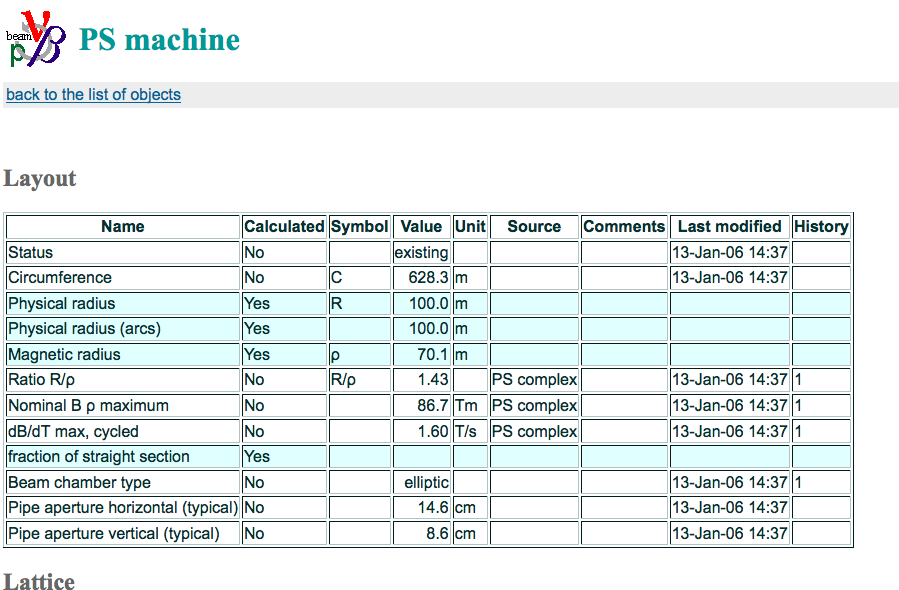 beam
V
β
p
PS machine
back to the list of objects
Layout
Name Calculated Symbol Value Unit Source Comments Last modified History
Status No existing 13-Jan-06 14:37
Circumference No C 628.3 m 13-Jan-06 14:37
Physical radius Yes R 100.0 m
Physical radius (arcs) Yes 100.0 m
Magnetic radius Yes ρ 70.1 m
Ratio R/ρ No R/ρ 1.43 PS complex 13-Jan-06 14:37 1
Nominal B ρ maximum No 86.7 Tm PS complex 13-Jan-06 14:37 1
dB/dT max, cycled No 1.60 T/s PS complex 13-Jan-06 14:37 1
fraction of straight section Yes
Beam chamber type No elliptic 13-Jan-06 14:37 1
Pipe aperture horizontal (typical) No 14.6 cm 13-Jan-06 14:37
Pipe aperture vertical (typical) No 8.6 cm 13-Jan-06 14:37
Lattice